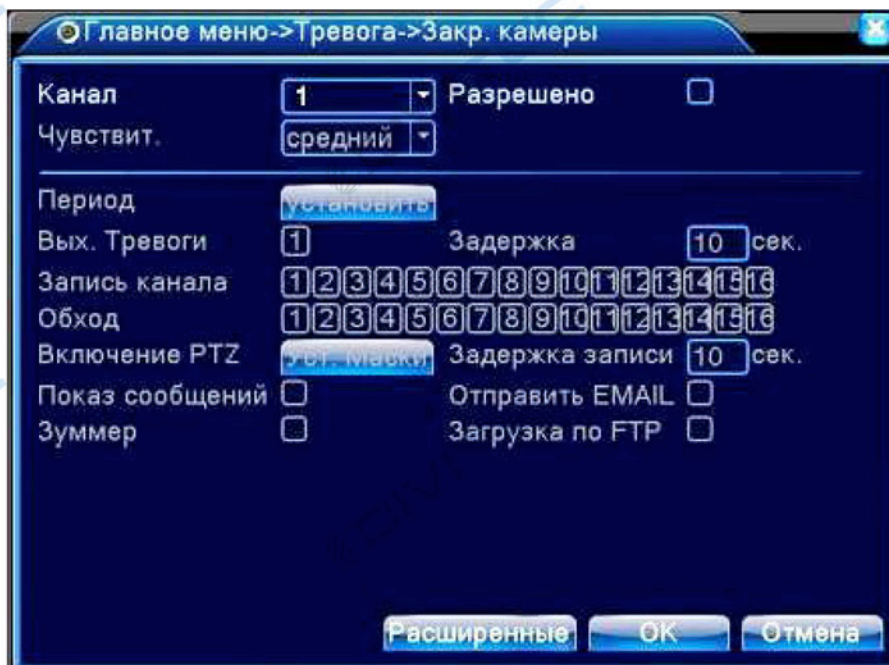 Главное меню->Тревога->Закр. камеры
Канал 1 Разрешено
Чувствит. средний
Период установить
Вых. Тревоги 1 Задержка 10 сек.
Запись канала 1 2 3 4 5 6 7 8 9 10 11 12 13 14 15 16
Обход 1 2 3 4 5 6 7 8 9 10 11 12 13 14 15 16
Включение PTZ Уст. Маски Задержка записи 10 сек.
Показ сообщений Отправить EMAIL
Зуммер Загрузка по FTP
Расширенные OK Отмена